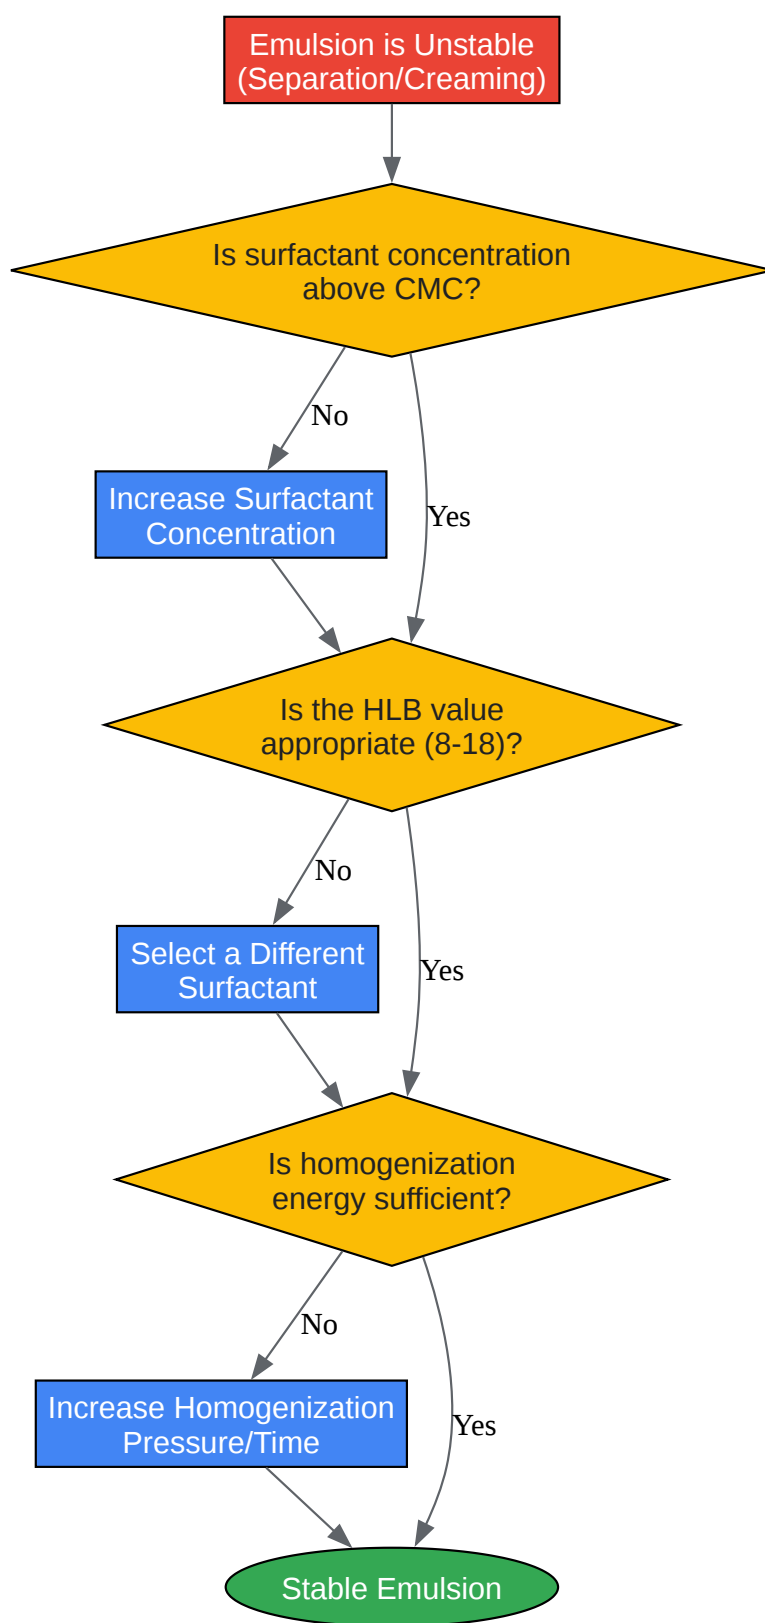 Emulsion is Unstable
(Separation/Creaming)
Is surfactant concentration
above CMC?
No
Increase Surfactant
Concentration
Yes
Is the HLB value
appropriate (8-18)?
No
Select a Different
Surfactant
Yes
Is homogenization
energy sufficient?
No
Increase Homogenization
Pressure/Time
Yes
Stable Emulsion